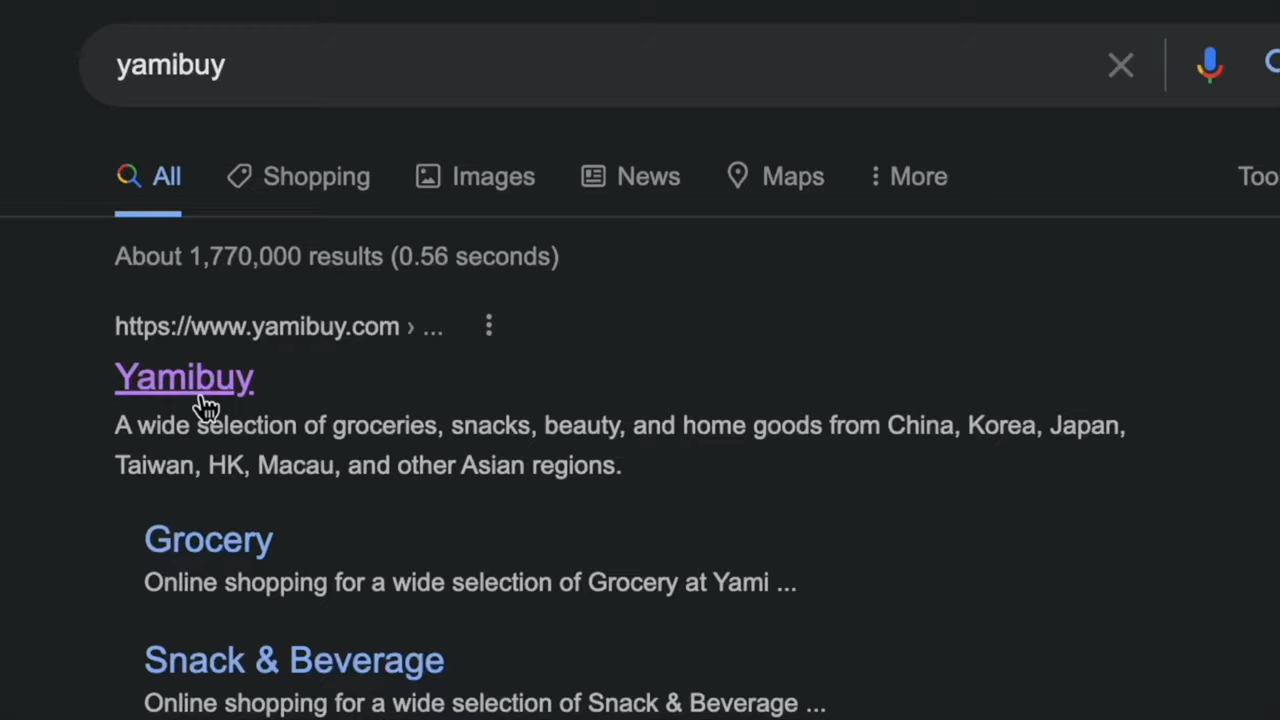 yamibuy
All Shopping Images News Maps More Too
About 1,770,000 results (0.56 seconds)
https://www.yamibuy.com › ...
Yamibuy
A wide selection of groceries, snacks, beauty, and home goods from China, Korea, Japan,
Taiwan, HK, Macau, and other Asian regions.
Grocery
Online shopping for a wide selection of Grocery at Yami ...
Snack & Beverage
Online shopping for a wide selection of Snack & Beverage ...